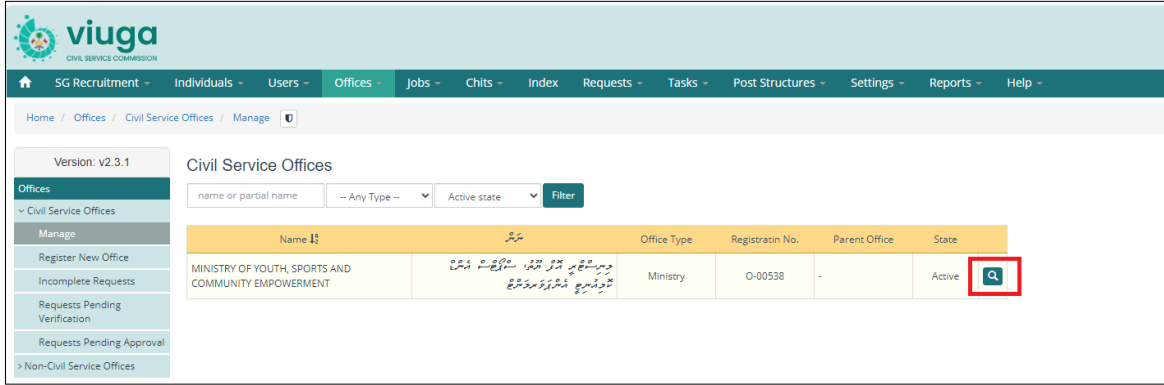 viuga
CIVIL SERVICE COMMISSION
SG Recruitment Individuals Users Offices Jobs Chits Index Requests Tasks Post Structures Settings Reports Help
Home / Offices / Civil Service Offices / Manage
Version: v2.3.1
Offices
Civil Service Offices
Manage
Register New Office
Incomplete Requests
Requests Pending
Verification
Requests Pending Approval
> Non-Civil Service Offices
Civil Service Offices
name or partial name -- Any Type -- Active state Filter
Name ނަން Office Type Registratin No. Parent Office State
MINISTRY OF YOUTH, SPORTS AND
COMMUNITY EMPOWERMENT
މިނިސްޓްރީ އޮފް ޔޫތު، ސްޕޯޓްސް އެންޑް
ކޮމިއުނިޓީ އެންޕަވަރމަންޓް
Ministry O-00538 - Active